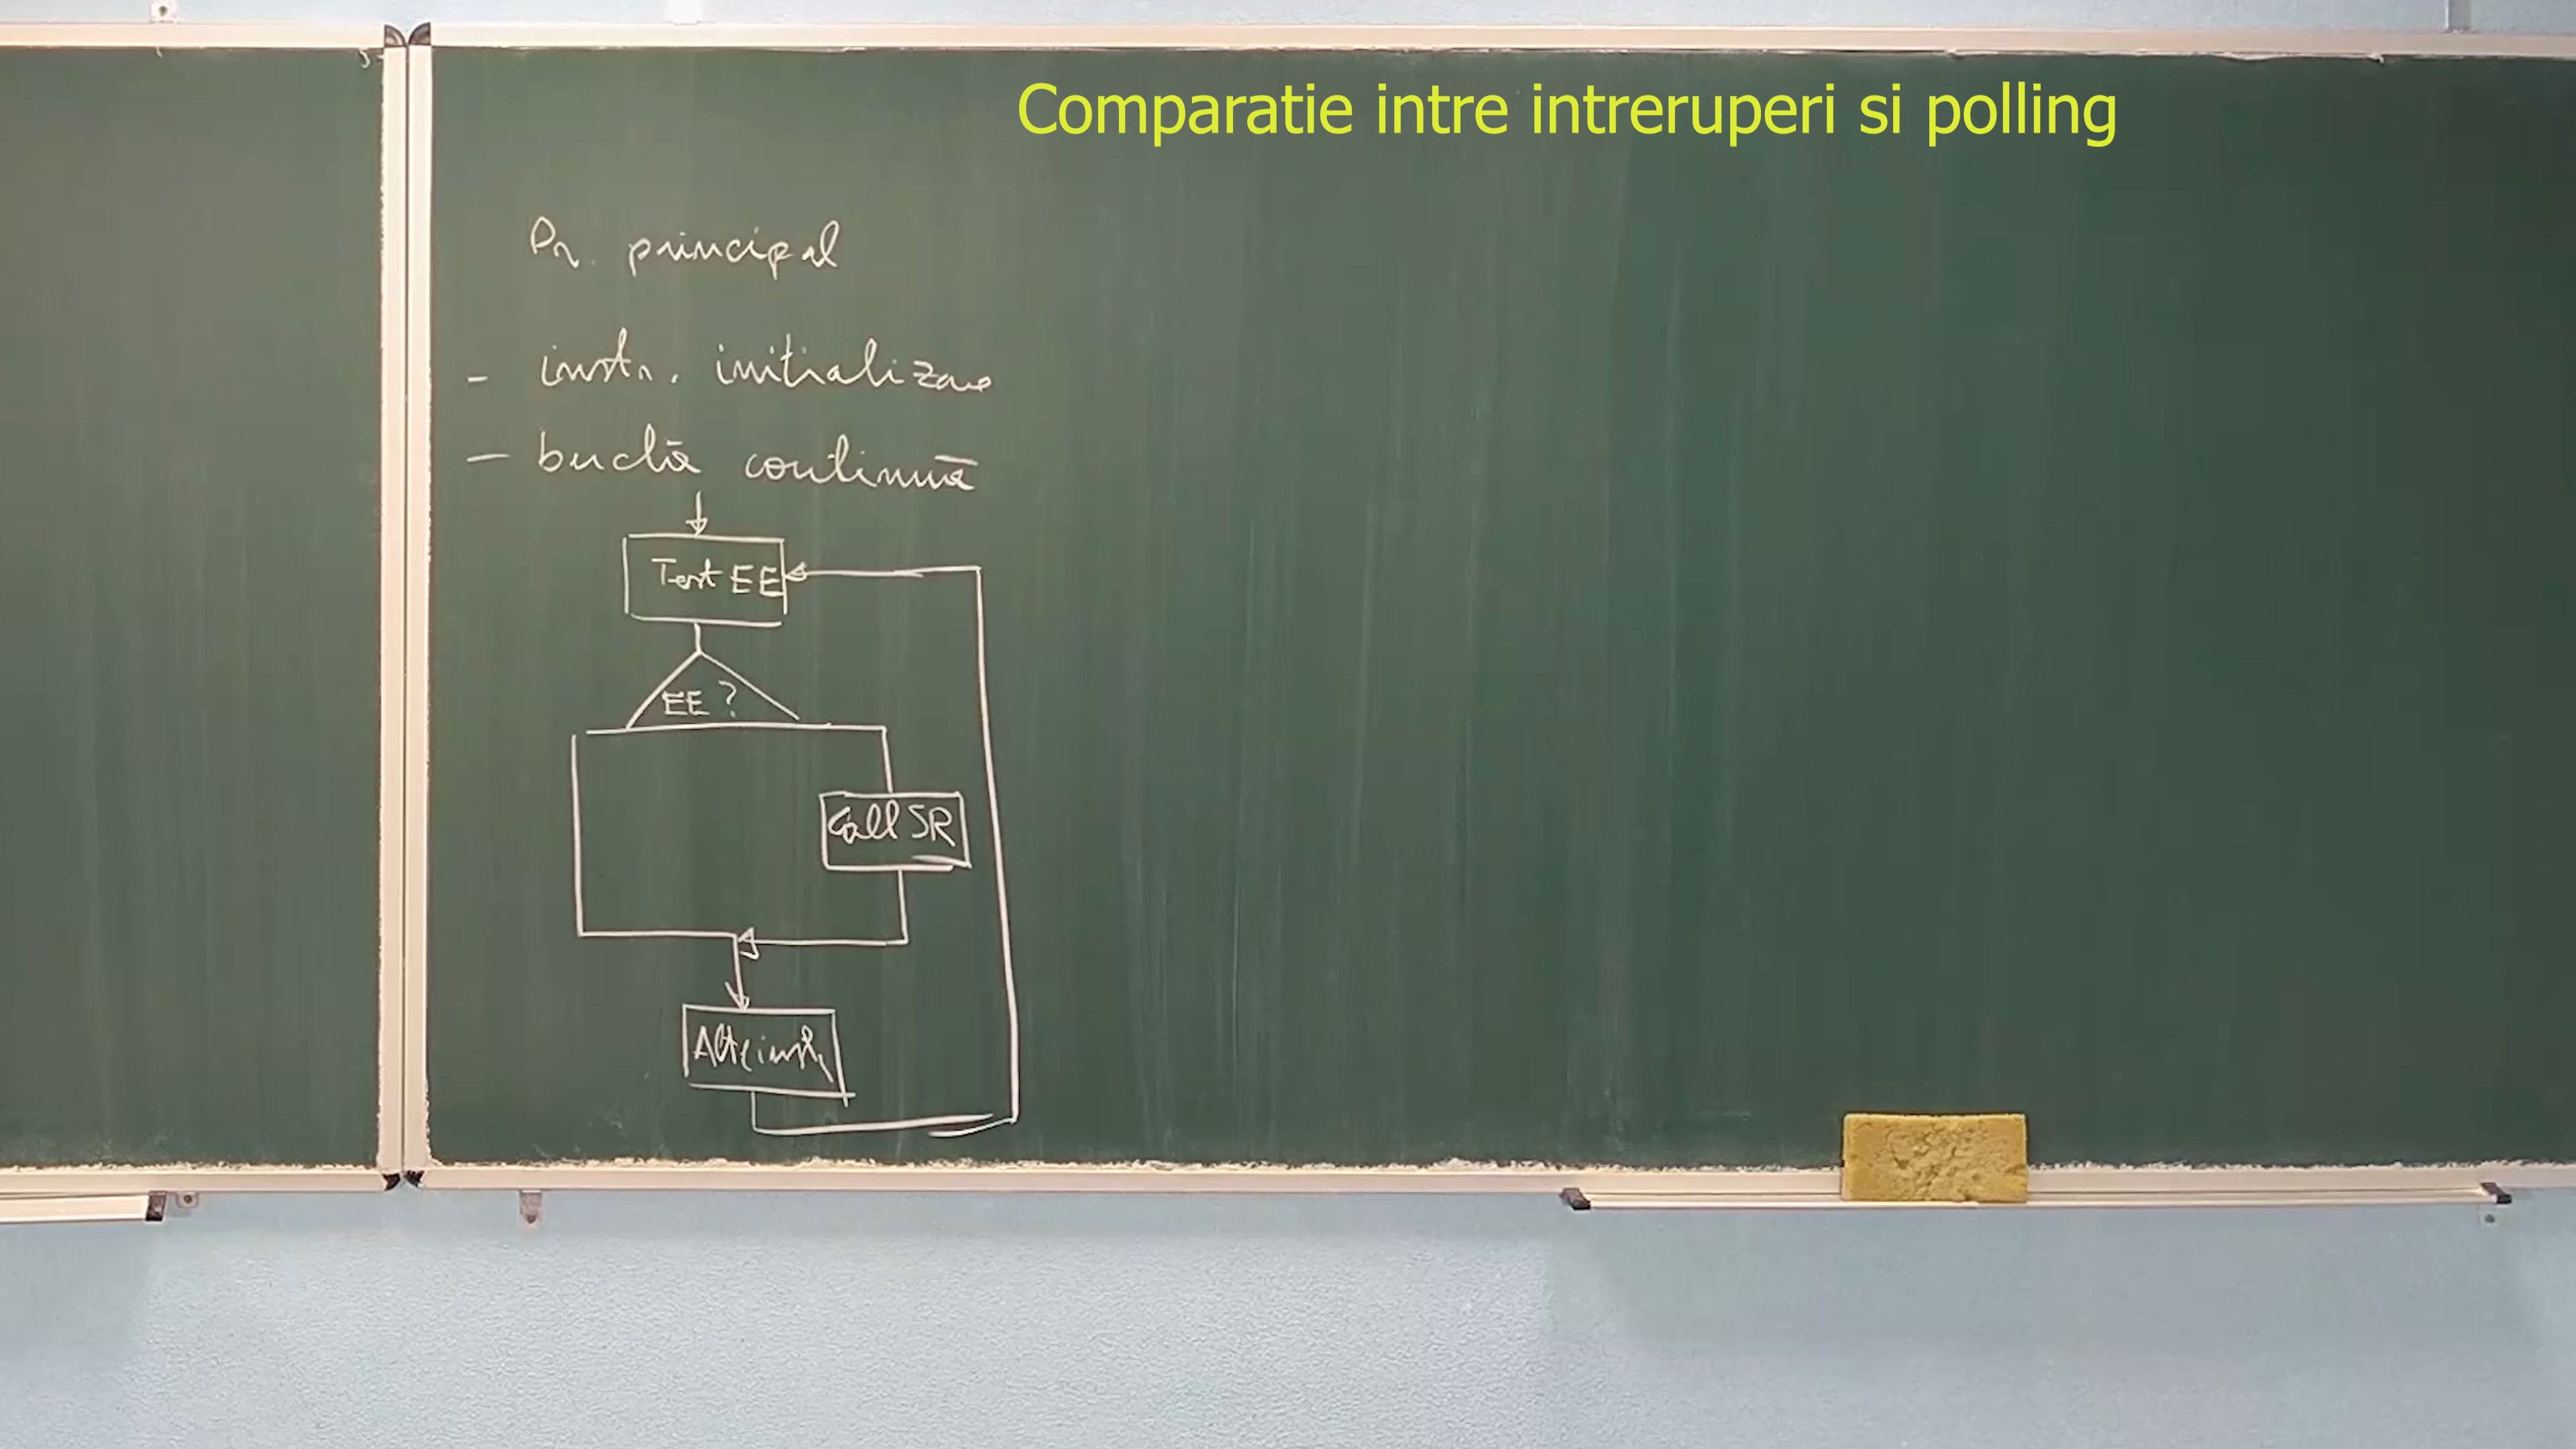 Comparatie intre intreruperi si polling
Pr. principal
- instr. initializare
- buclă continuă
Test EE
EE ?
Call SR
Alte instr.